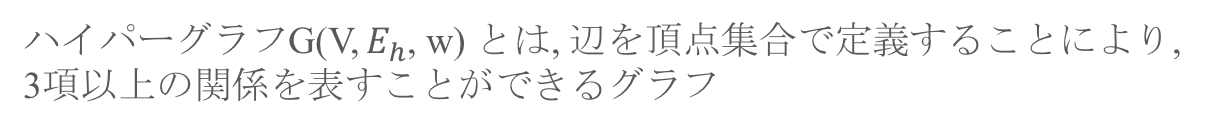 ハイパーグラフG(V, E_h, w) とは, 辺を頂点集合で定義することにより,
3項以上の関係を表すことができるグラフ